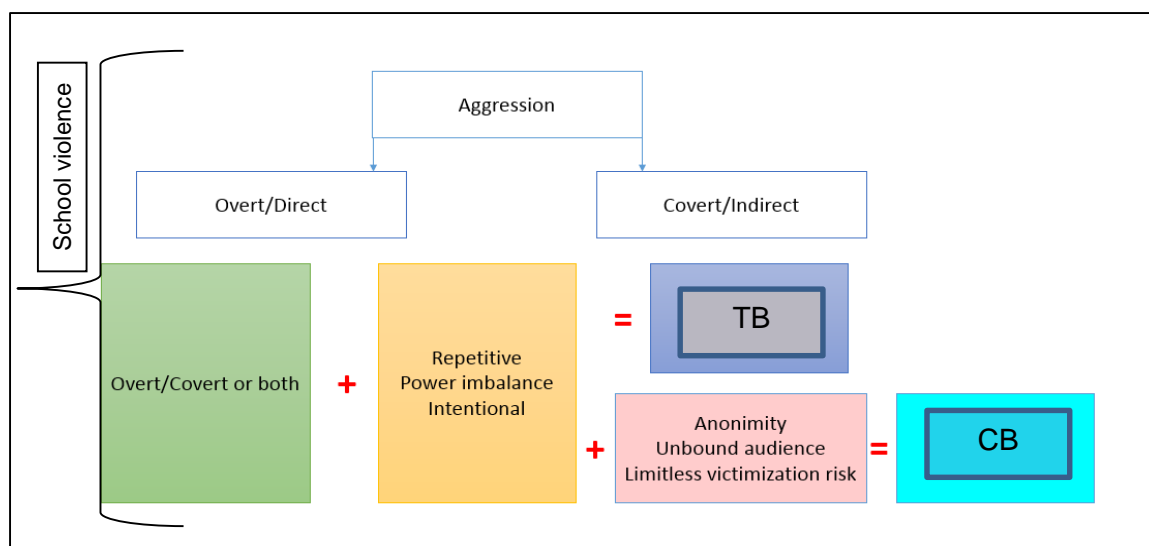 School violence
Aggression
Overt/Direct
Covert/Indirect
Overt/Covert or both
+
Repetitive
Power imbalance
Intentional
=
TB
+
Anonimity
Unbound audience
Limitless victimization risk
=
CB